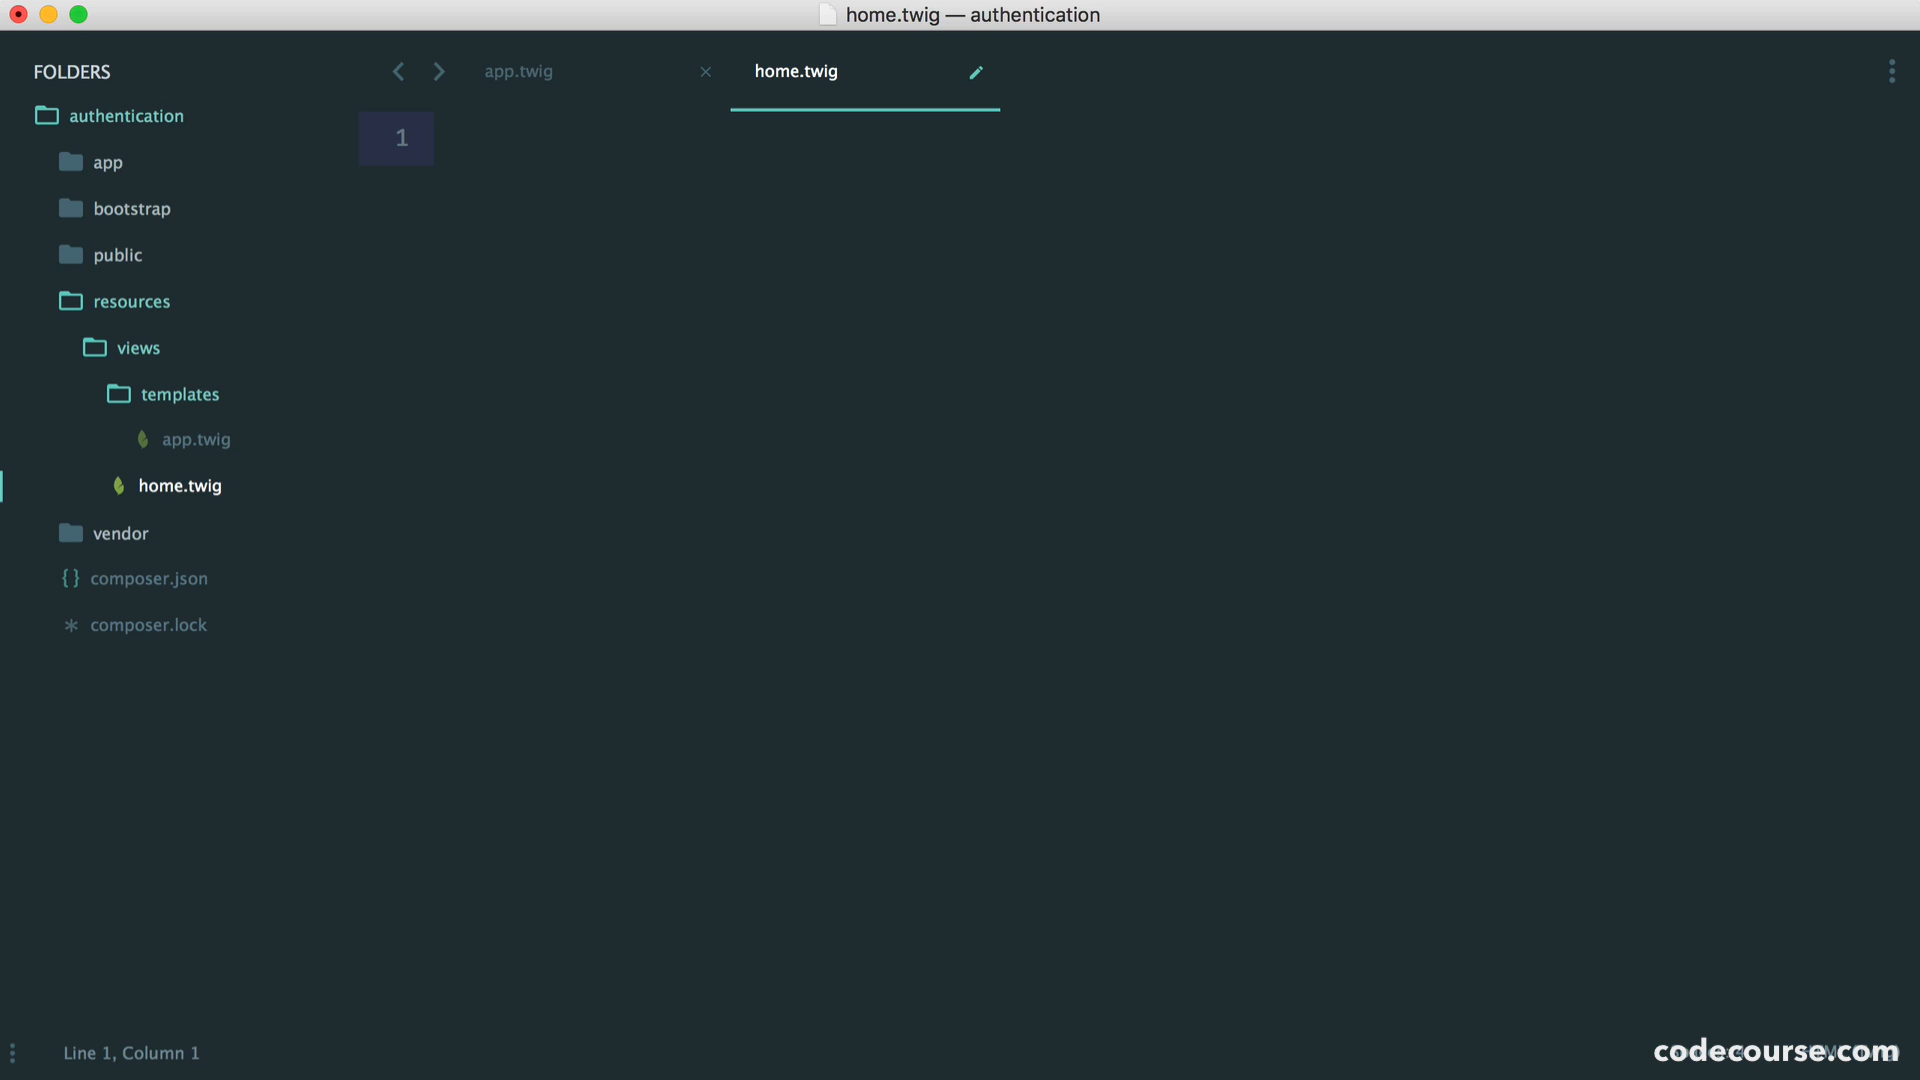 home.twig — authentication
FOLDERS
app.twig
home.twig
authentication
1
app
bootstrap
public
resources
views
templates
app.twig
home.twig
vendor
{} composer.json
* composer.lock
Line 1, Column 1
codecourse.com